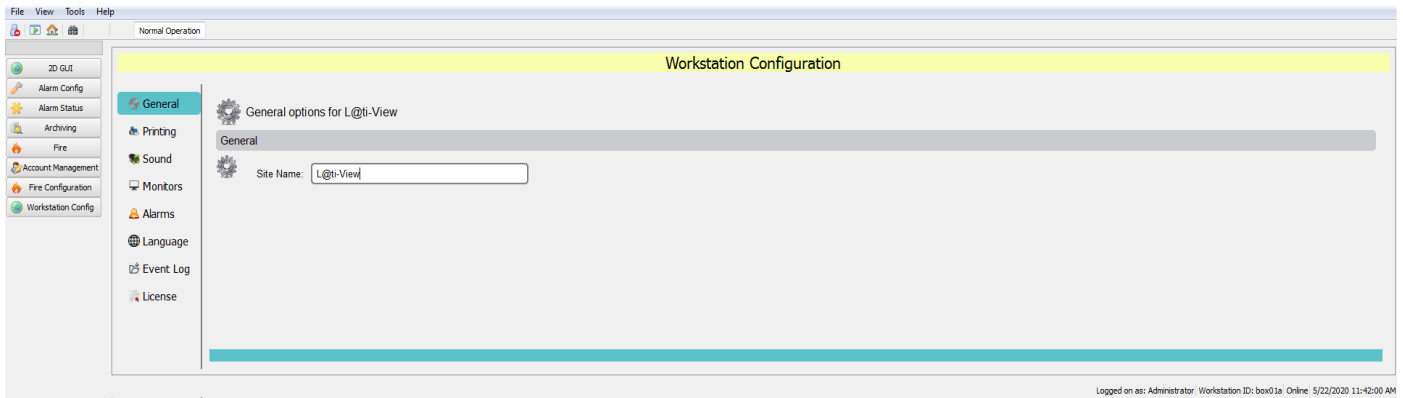 File View Tools Help
Normal Operation
2D GUI
Alarm Config
Alarm Status
Archiving
Fire
Account Management
Fire Configuration
Workstation Config
Workstation Configuration
General
Printing
Sound
Monitors
Alarms
Language
Event Log
License
General options for L@ti-View
General
Site Name: L@ti-View
Logged on as: Administrator Workstation ID: box01a Online 5/22/2020 11:42:00 AM